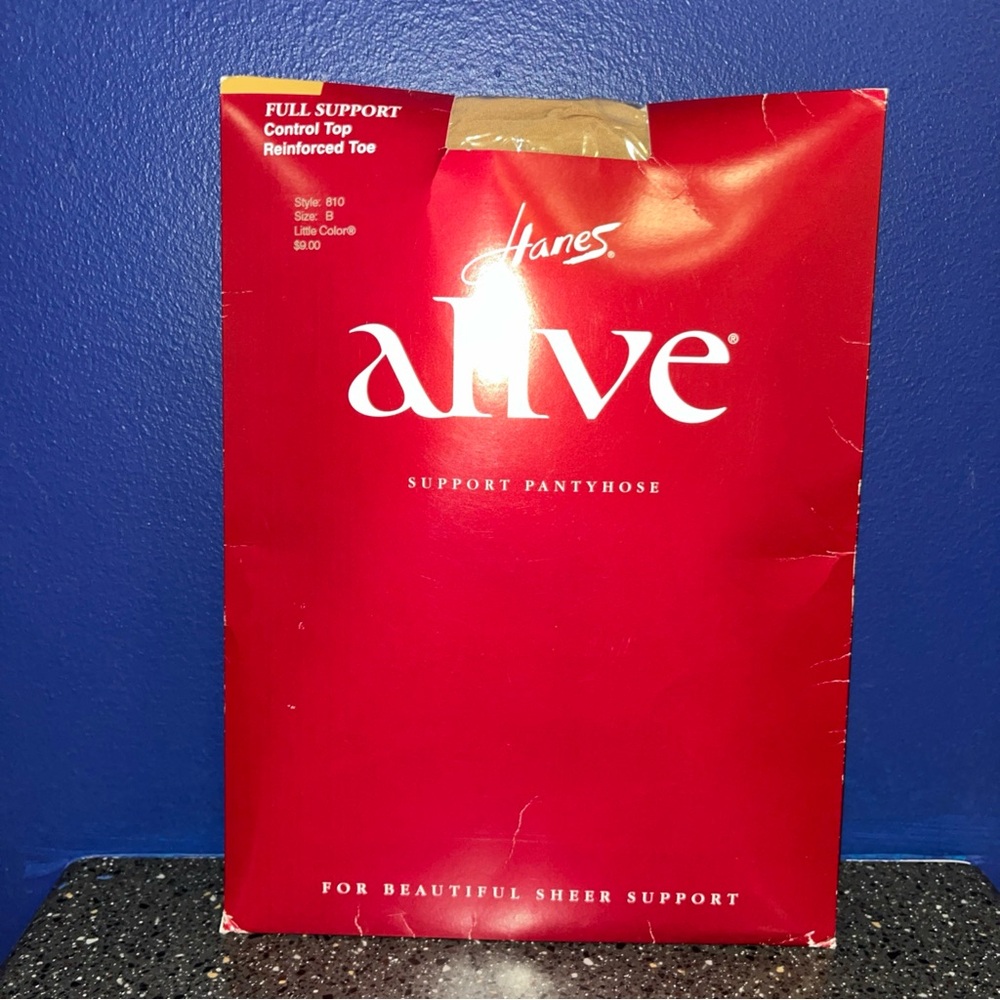 FULL SUPPORT
Control Top
Reinforced Toe
Style: 810
Size: B
Little Color®
$9.00
Hanes®
alive®
SUPPORT PANTYHOSE
FOR BEAUTIFUL SHEER SUPPORT